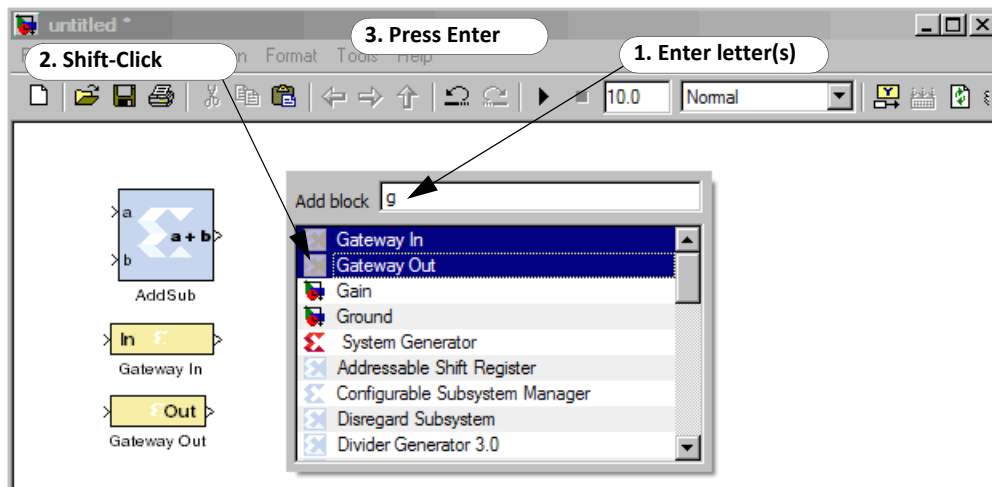 untitled *
3. Press Enter
2. Shift-Click
Format Tools Help
1. Enter letter(s)
10.0 Normal
Add block g
a
a + b
b
AddSub
In
Gateway In
Out
Gateway Out
Gateway In
Gateway Out
Gain
Ground
System Generator
Addressable Shift Register
Configurable Subsystem Manager
Disregard Subsystem
Divider Generator 3.0